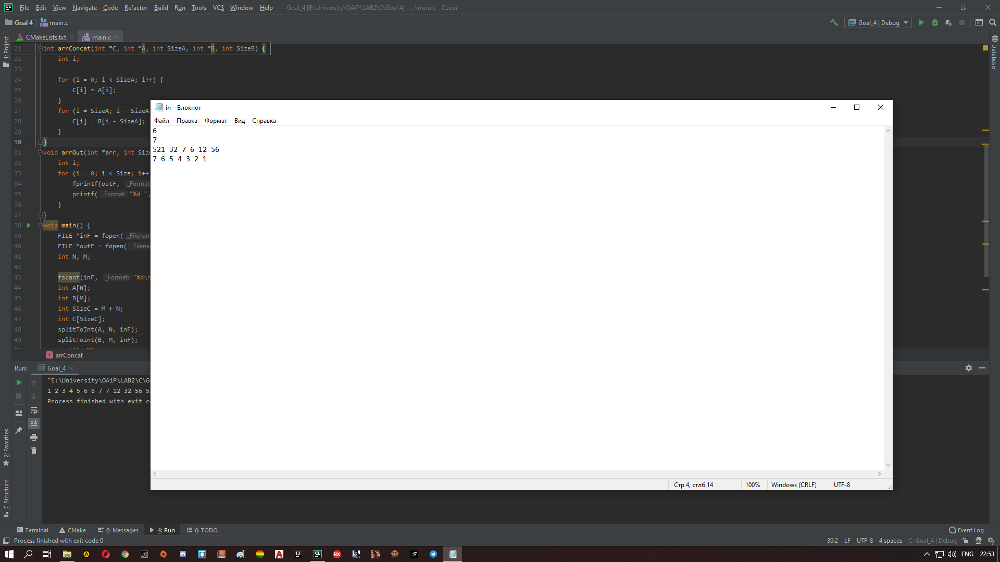 File Edit View Navigate Code Refactor Build Run Tools VCS Window Help Goal_4 [E:\University\OAiP\LAB2\C\Goal 4] - ...\main.c - CLion
Goal 4 main.c Goal_4 | Debug
CMakeLists.txt main.c
1: Project
Database
21 int arrConcat(int *C, int *A, int SizeA, int *B, int SizeB) {
22 int i;
23
24 for (i = 0; i < SizeA; i++) {
25 C[i] = A[i];
26 }
27 for (i = SizeA; i - SizeA
28 C[i] = B[i - SizeA];
29 }
30 }
31 void arrOut(int *arr, int Size
32 int i;
33 for (i = 0; i < Size; i++
34 fprintf(outF, _Format:
35 printf( _Format: "%d ",
36 }
37 }
38 void main() {
39 FILE *inF = fopen( _Filenam
40 FILE *outF = fopen( _Filena
41 int N, M;
42
43 fscanf(inF, _Format: "%d\n
44 int A[N];
45 int B[M];
46 int SizeC = M + N;
47 int C[SizeC];
48 splitToInt(A, N, inF);
49 splitToInt(B, M, inF);
f arrConcat
in – Блокнот
Файл Правка Формат Вид Справка
6
7
521 32 7 6 12 56
7 6 5 4 3 2 1
Стр 4, стлб 14 100% Windows (CRLF) UTF-8
Run: Goal_4
"E:\University\OAiP\LAB2\C\Go
1 2 3 4 5 6 6 7 7 12 32 56 5
Process finished with exit co
2: Favorites
7: Structure
Terminal CMake 0: Messages 4: Run 6: TODO Event Log
Process finished with exit code 0 30:2 LF UTF-8 4 spaces C: Goal_4 | Debug
ENG 22:53